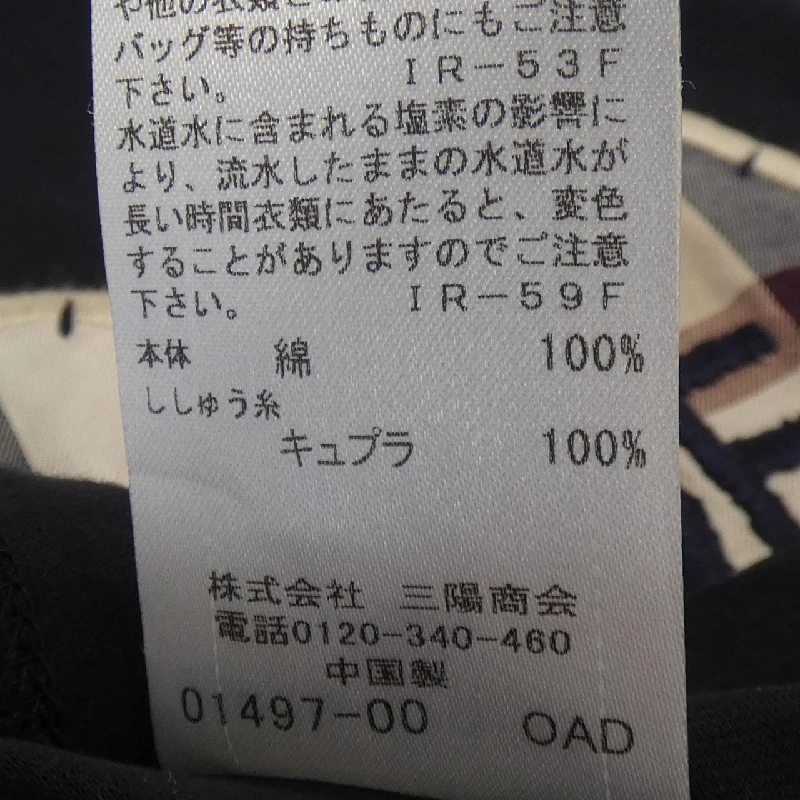 や他の衣類と
バッグ等の持ちものにもご注意
下さい。 IR－53F
水道水に含まれる塩素の影響に
より、流水したままの水道水が
長い時間衣類にあたると、変色
することがありますのでご注意
下さい。 IR－59F
本体 綿 100%
ししゅう糸
キュプラ 100%
株式会社 三陽商会
電話0120-340-460
中国製
01497-00 OAD